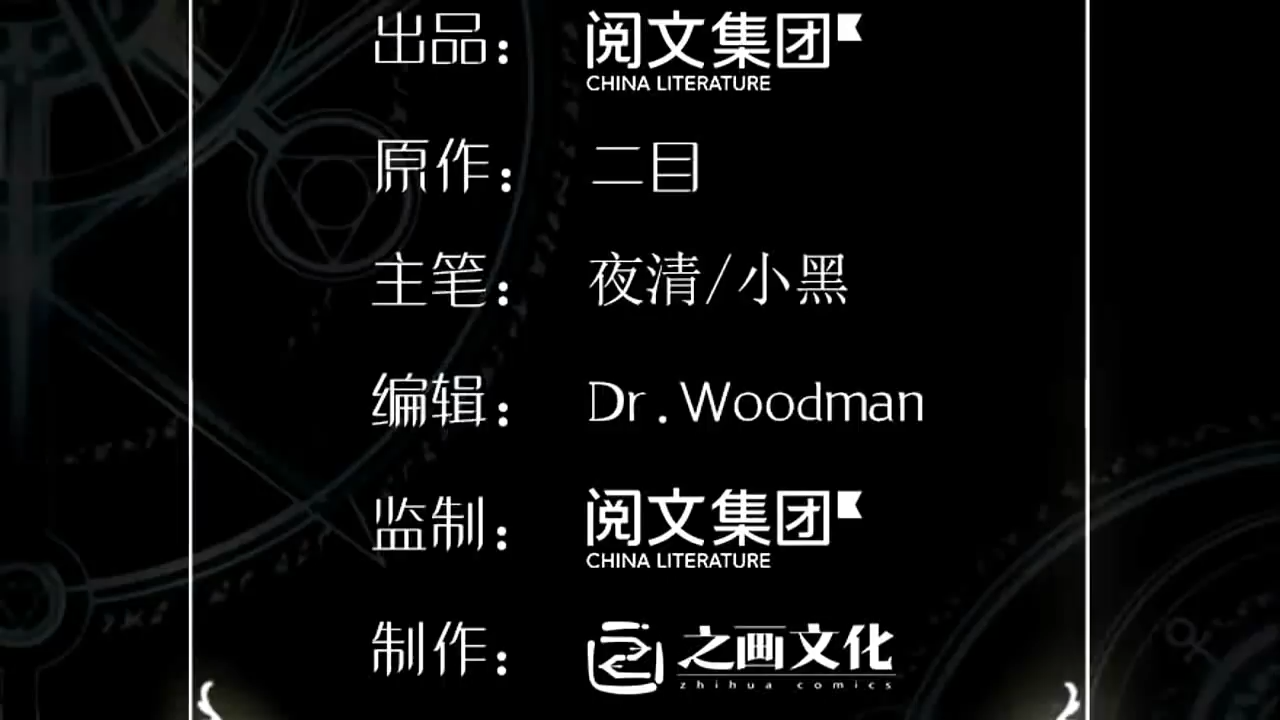 出品： 阅文集团
CHINA LITERATURE
原作： 二目
主笔： 夜清/小黑
编辑： Dr.Woodman
监制： 阅文集团
CHINA LITERATURE
制作： 之画文化
zhihua comics